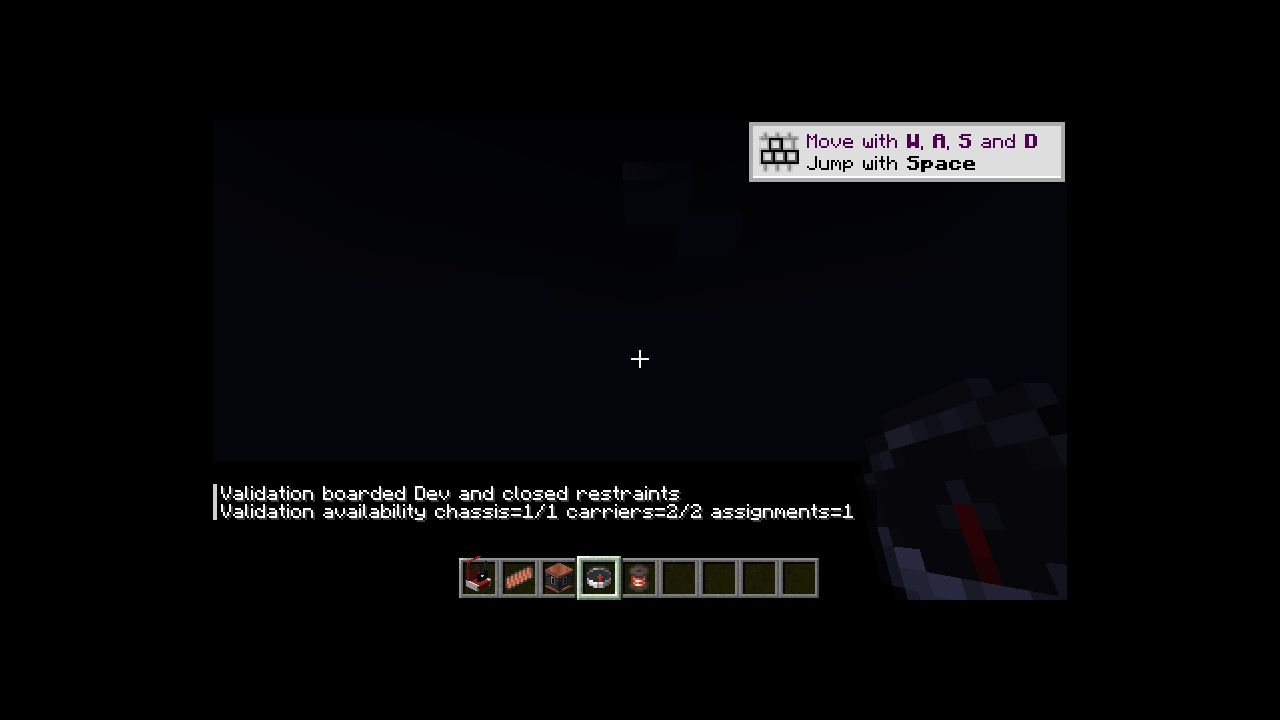 Move with W, A, S and D
Jump with Space
Validation boarded Dev and closed restraints
Validation availability chassis=1/1 carriers=2/2 assignments=1